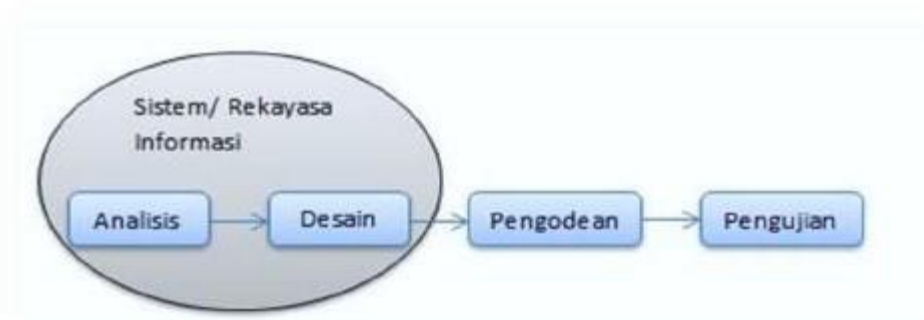 Sistem/ Rekayasa
Informasi
Analisis
Desain
Pengodean
Pengujian